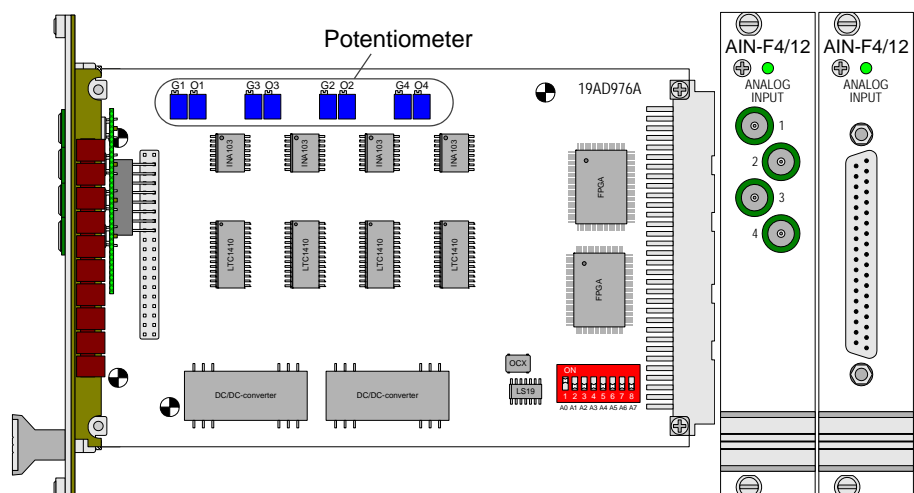 Potentiometer
G1 O1 G3 O3 G2 O2 G4 O4
19AD976A
INA103 INA103 INA103 INA103
LTC1410 LTC1410 LTC1410 LTC1410
FPGA
FPGA
DC/DC-converter DC/DC-converter
OCX
LS19
ON
1 2 3 4 5 6 7 8
A0 A1 A2 A3 A4 A5 A6 A7
AIN-F4/12
ANALOG
INPUT
1
2
3
4
AIN-F4/12
ANALOG
INPUT